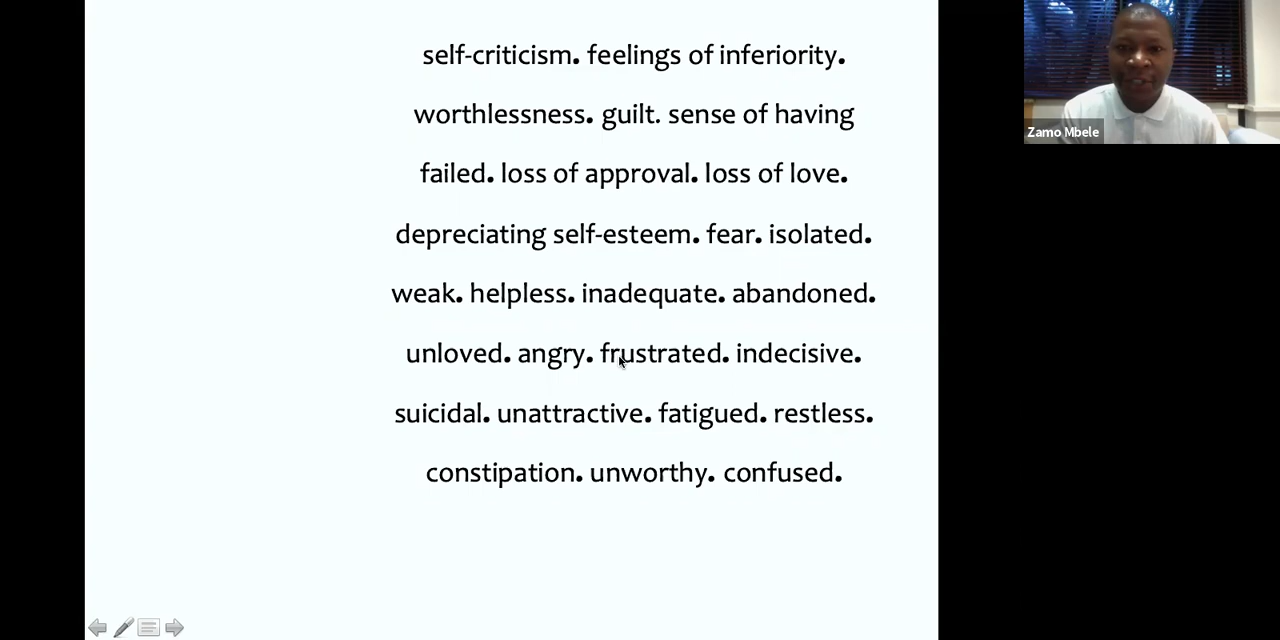 self-criticism. feelings of inferiority.
worthlessness. guilt. sense of having
failed. loss of approval. loss of love.
depreciating self-esteem. fear. isolated.
weak. helpless. inadequate. abandoned.
unloved. angry. frustrated. indecisive.
suicidal. unattractive. fatigued. restless.
constipation. unworthy. confused.
Zamo Mbele